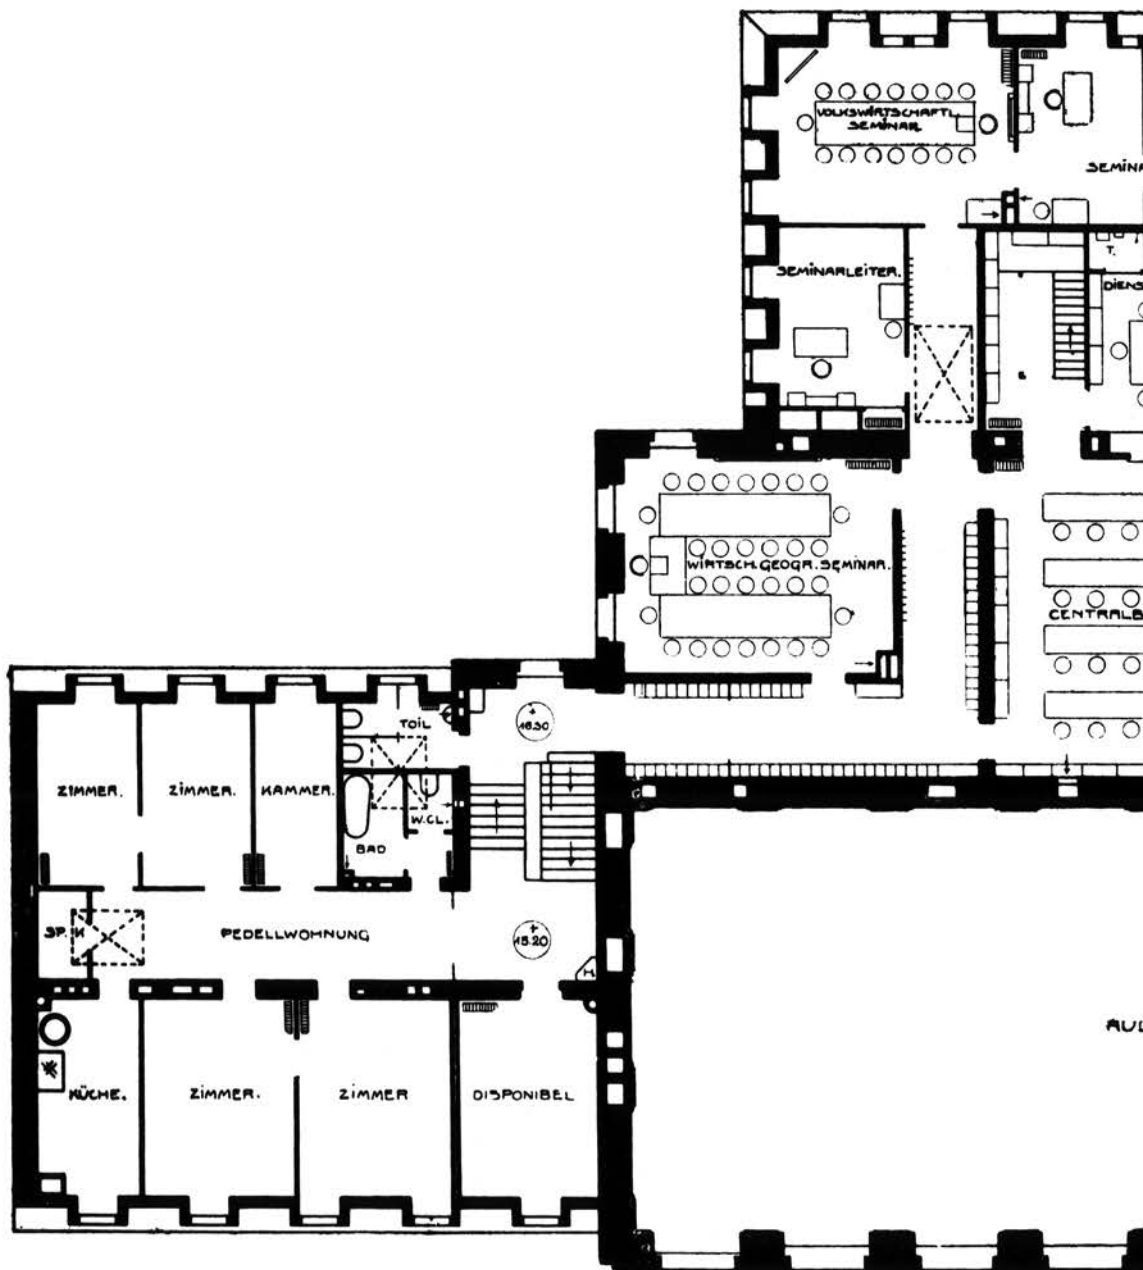 VOLKSWIRTSCHAFTL.
SEMINAR
SEMINA
SEMINARLEITER.
T.
DIENS
WIRTSCH. GEOGR. SEMINAR.
CENTRALB
16.30
TOIL
ZIMMER.
ZIMMER.
KAMMER.
W.CL.
BAD
SP. K
PEDELLWOHNUNG
15.20
H.
AUL
KÜCHE.
ZIMMER.
ZIMMER
DISPONIBEL